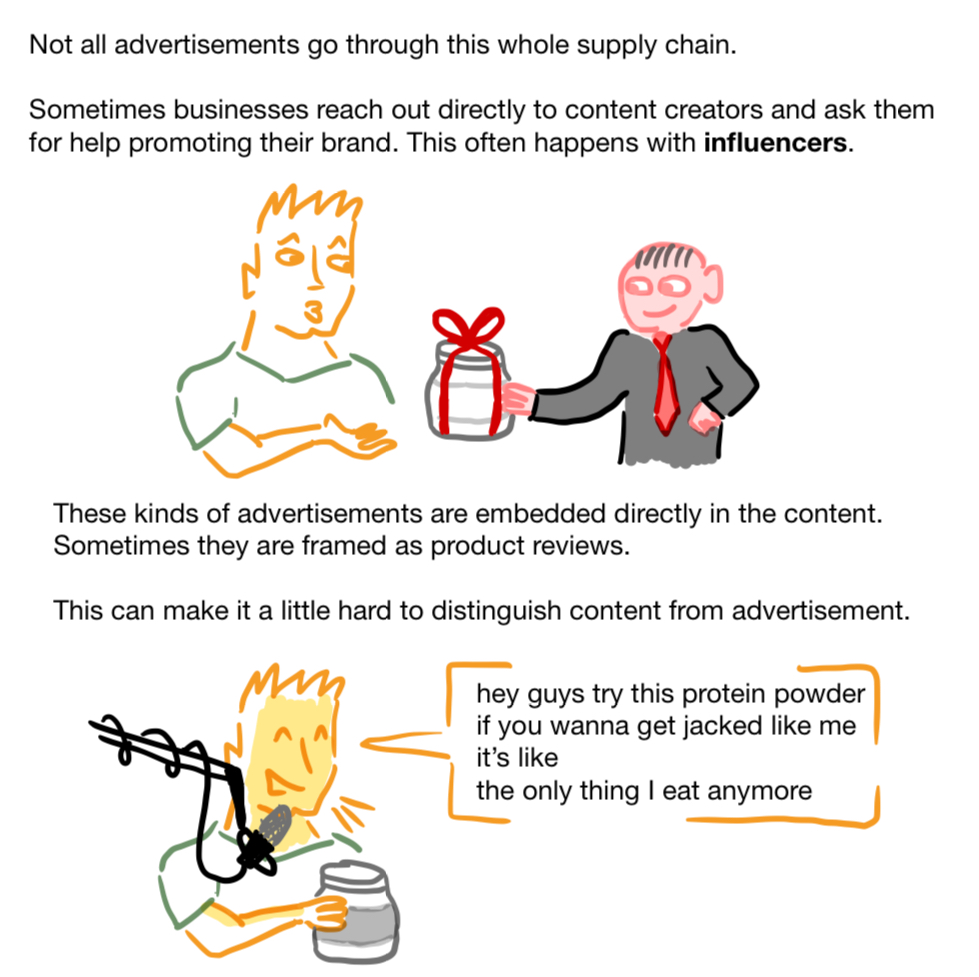 Not all advertisements go through this whole supply chain.
Sometimes businesses reach out directly to content creators and ask them
for help promoting their brand. This often happens with influencers.
These kinds of advertisements are embedded directly in the content.
Sometimes they are framed as product reviews.
This can make it a little hard to distinguish content from advertisement.
hey guys try this protein powder
if you wanna get jacked like me
it's like
the only thing I eat anymore